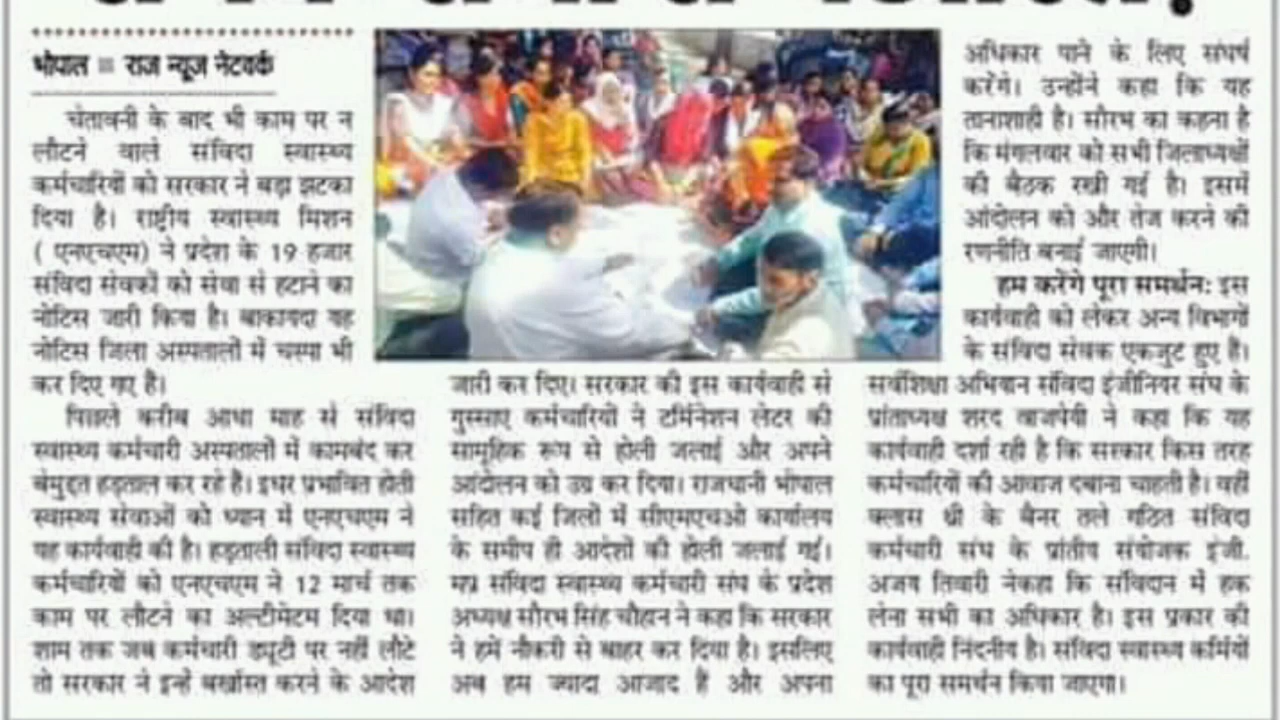 भोपाल = राज न्यूज नेटवर्क
चेतावनी के बाद भी काम पर न
लौटने वाले संविदा स्वास्थ्य
कर्मचारियों को सरकार ने बड़ा झटका
दिया है। राष्ट्रीय स्वास्थ्य मिशन
( एनएचएम) ने प्रदेश के 19 हजार
संविदा सेवकों को सेवा से हटाने का
नोटिस जारी किया है। बाकायदा यह
नोटिस जिला अस्पतालों में चस्पा भी
कर दिए गए हैं।
पिछले करीब आधा माह से संविदा
स्वास्थ्य कर्मचारी अस्पतालों में कामबंद कर
बेमुद्दत हड़ताल कर रहे हैं। इधर प्रभावित होती
स्वास्थ्य सेवाओं को ध्यान में एनएचएम ने
यह कार्यवाही की है। हड़ताली संविदा स्वास्थ्य
कर्मचारियों को एनएचएम ने 12 मार्च तक
काम पर लौटने का अल्टीमेटम दिया था।
शाम तक जब कर्मचारी ड्यूटी पर नहीं लौटे
तो सरकार ने इन्हें बर्खास्त करने के आदेश
जारी कर दिए। सरकार की इस कार्यवाही से
गुस्साए कर्मचारियों ने टर्मिनेशन लेटर की
सामूहिक रूप से होली जलाई और अपने
आंदोलन को उग्र कर दिया। राजधानी भोपाल
सहित कई जिलों में सीएमएचओ कार्यालय
के समीप ही आदेशों की होली जलाई गई।
मप्र संविदा स्वास्थ्य कर्मचारी संघ के प्रदेश
अध्यक्ष सौरभ सिंह चौहान ने कहा कि सरकार
ने हमें नौकरी से बाहर कर दिया है। इसलिए
अब हम ज्यादा आजाद हैं और अपना
अधिकार पाने के लिए संघर्ष
करेंगे। उन्होंने कहा कि यह
तानाशाही है। सौरभ का कहना है
कि मंगलवार को सभी जिलाध्यक्षों
की बैठक रखी गई है। इसमें
आंदोलन को और तेज करने की
रणनीति बनाई जाएगी।
हम करेंगे पूरा समर्थन: इस
कार्यवाही को लेकर अन्य विभागों
के संविदा सेवक एकजुट हुए हैं।
सर्वशिक्षा अभियान संविदा इंजीनियर संघ के
प्रांताध्यक्ष शरद वाजपेयी ने कहा कि यह
कार्यवाही दर्शा रही है कि सरकार किस तरह
कर्मचारियों की आवाज दबाना चाहती है। वहीं
क्लास थ्री के बैनर तले गठित संविदा
कर्मचारी संघ के प्रांतीय संयोजक इंजी.
अजय तिवारी नेकहा कि संविदान में हक
लेना सभी का अधिकार है। इस प्रकार की
कार्यवाही निंदनीय है। संविदा स्वास्थ्य कर्मियों
का पूरा समर्थन किया जाएगा।